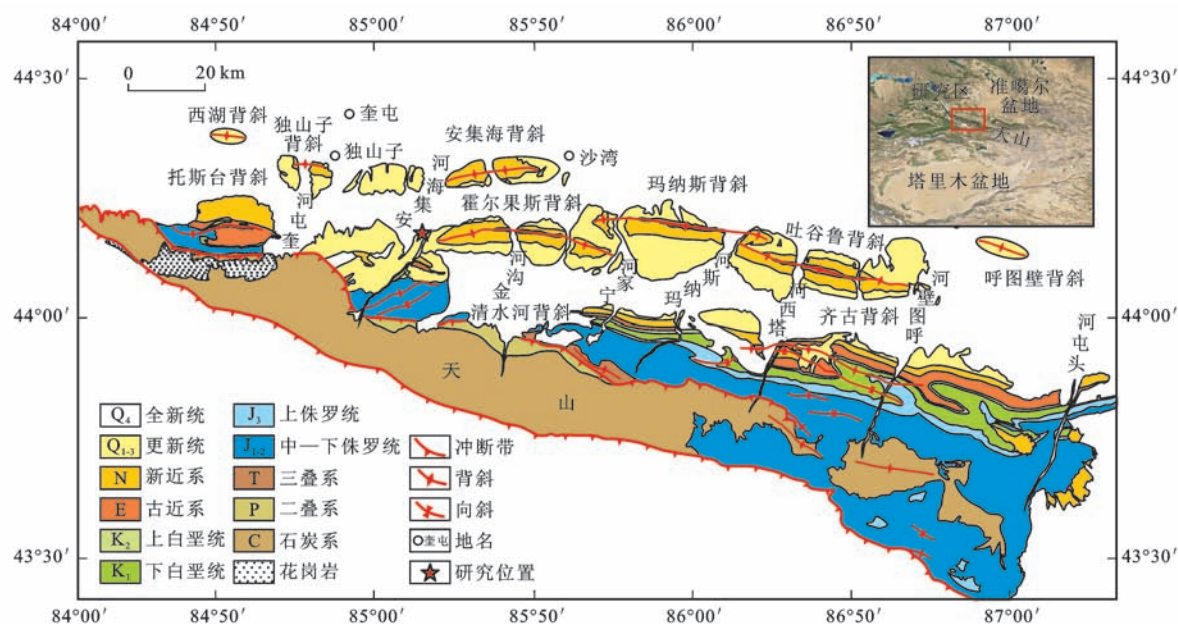 84°00′ 84°50′ 85°00′ 85°50′ 86°00′ 86°50′ 87°00′
44°30′ 44°30′
0 20 km
西湖背斜
独山子背斜
奎屯
独山子
安集海背斜
沙湾
托斯台背斜
奎屯河
安集海河
霍尔果斯背斜
玛纳斯背斜
吐谷鲁背斜
呼图壁背斜
金沟河
宁家河
玛纳斯河
塔西河
呼图壁河
头屯河
清水河背斜
齐古背斜
44°00′ 44°00′
天山
研究区
准噶尔盆地
天山
塔里木盆地
Q₄ 全新统
Q₁₋₃ 更新统
N 新近系
E 古近系
K₂ 上白垩统
K₁ 下白垩统
J₃ 上侏罗统
J₁₋₂ 中—下侏罗统
T 三叠系
P 二叠系
C 石炭系
花岗岩
冲断带
背斜
向斜
奎屯 地名
研究位置
43°30′ 43°30′
84°00′ 84°50′ 85°00′ 85°50′ 86°00′ 86°50′ 87°00′